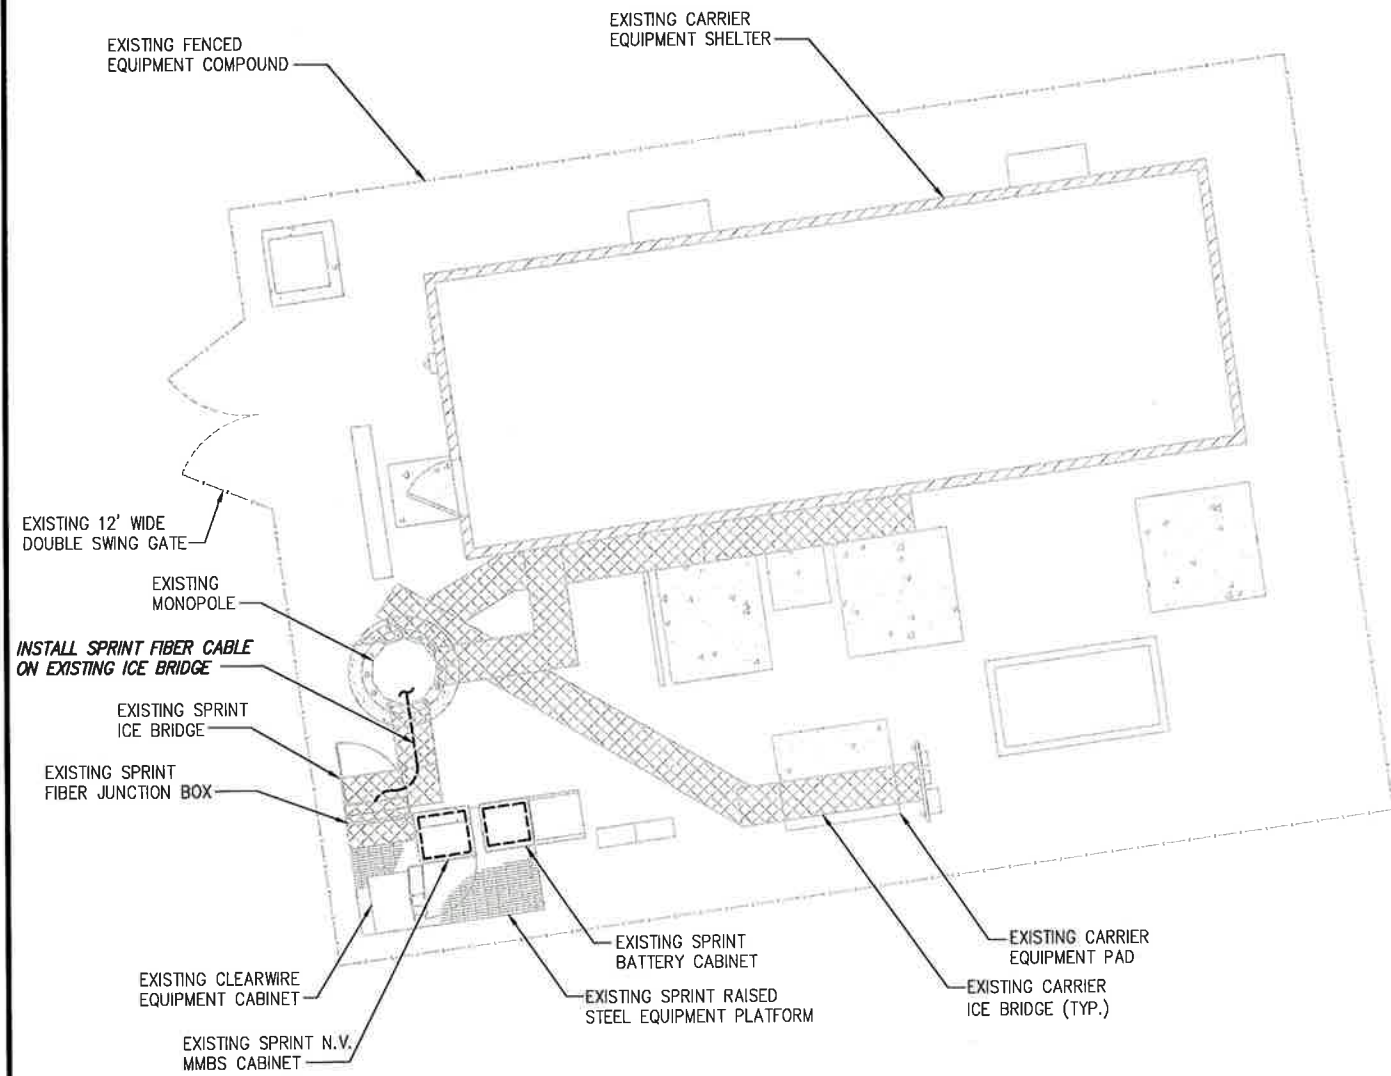 EXISTING FENCED
EQUIPMENT COMPOUND
EXISTING CARRIER
EQUIPMENT SHELTER
EXISTING 12' WIDE
DOUBLE SWING GATE
EXISTING
MONOPOLE
INSTALL SPRINT FIBER CABLE
ON EXISTING ICE BRIDGE
EXISTING SPRINT
ICE BRIDGE
EXISTING SPRINT
FIBER JUNCTION BOX
EXISTING CLEARWIRE
EQUIPMENT CABINET
EXISTING SPRINT N.V.
MMBS CABINET
EXISTING SPRINT
BATTERY CABINET
EXISTING SPRINT RAISED
STEEL EQUIPMENT PLATFORM
EXISTING CARRIER
EQUIPMENT PAD
EXISTING CARRIER
ICE BRIDGE (TYP.)